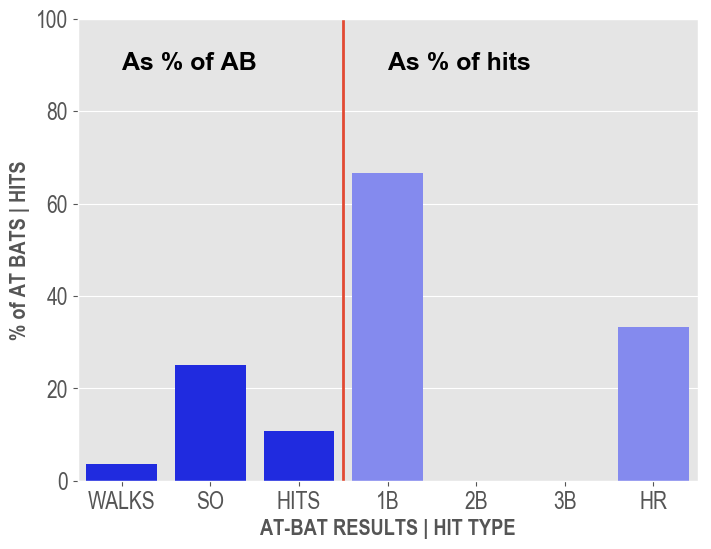 100
80
60
40
20
0
% of AT BATS | HITS
As % of AB
As % of hits
WALKS SO HITS 1B 2B 3B HR
AT-BAT RESULTS | HIT TYPE